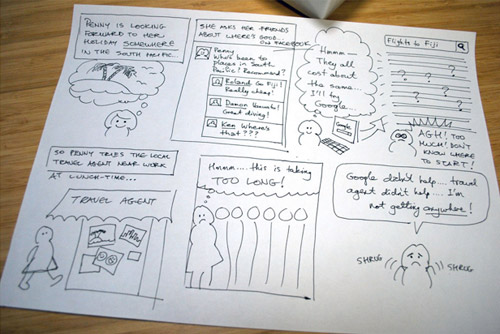 PENNY IS LOOKING
FORWARD TO HER
HOLIDAY SOMEWHERE
IN THE SOUTH PACIFIC.
SHE ASKS HER FRIENDS
ABOUT WHERE'S GOOD...
ON FACEBOOK
Penny
Who's been to
places in South
Pacific? Recommend?
Roland Go Fiji!
Really cheap!
Damon Vanuatu!
Great diving!
Ken Where's
that???
Hmmm—
They all
cost about
the same...
I'll try
Google...
Google
Flights to Fiji
? ? ? ? ?
AGH! TOO
MUCH! DON'T
KNOW WHERE
TO START!
SO PENNY TRIES THE LOCAL
TRAVEL AGENT NEAR WORK
AT LUNCH-TIME...
TRAVEL AGENT
Hmmm....this is taking
TOO LONG!
Google didn't help.... travel
agent didn't help.... I'm
not getting anywhere!
SHRUG
SHRUG